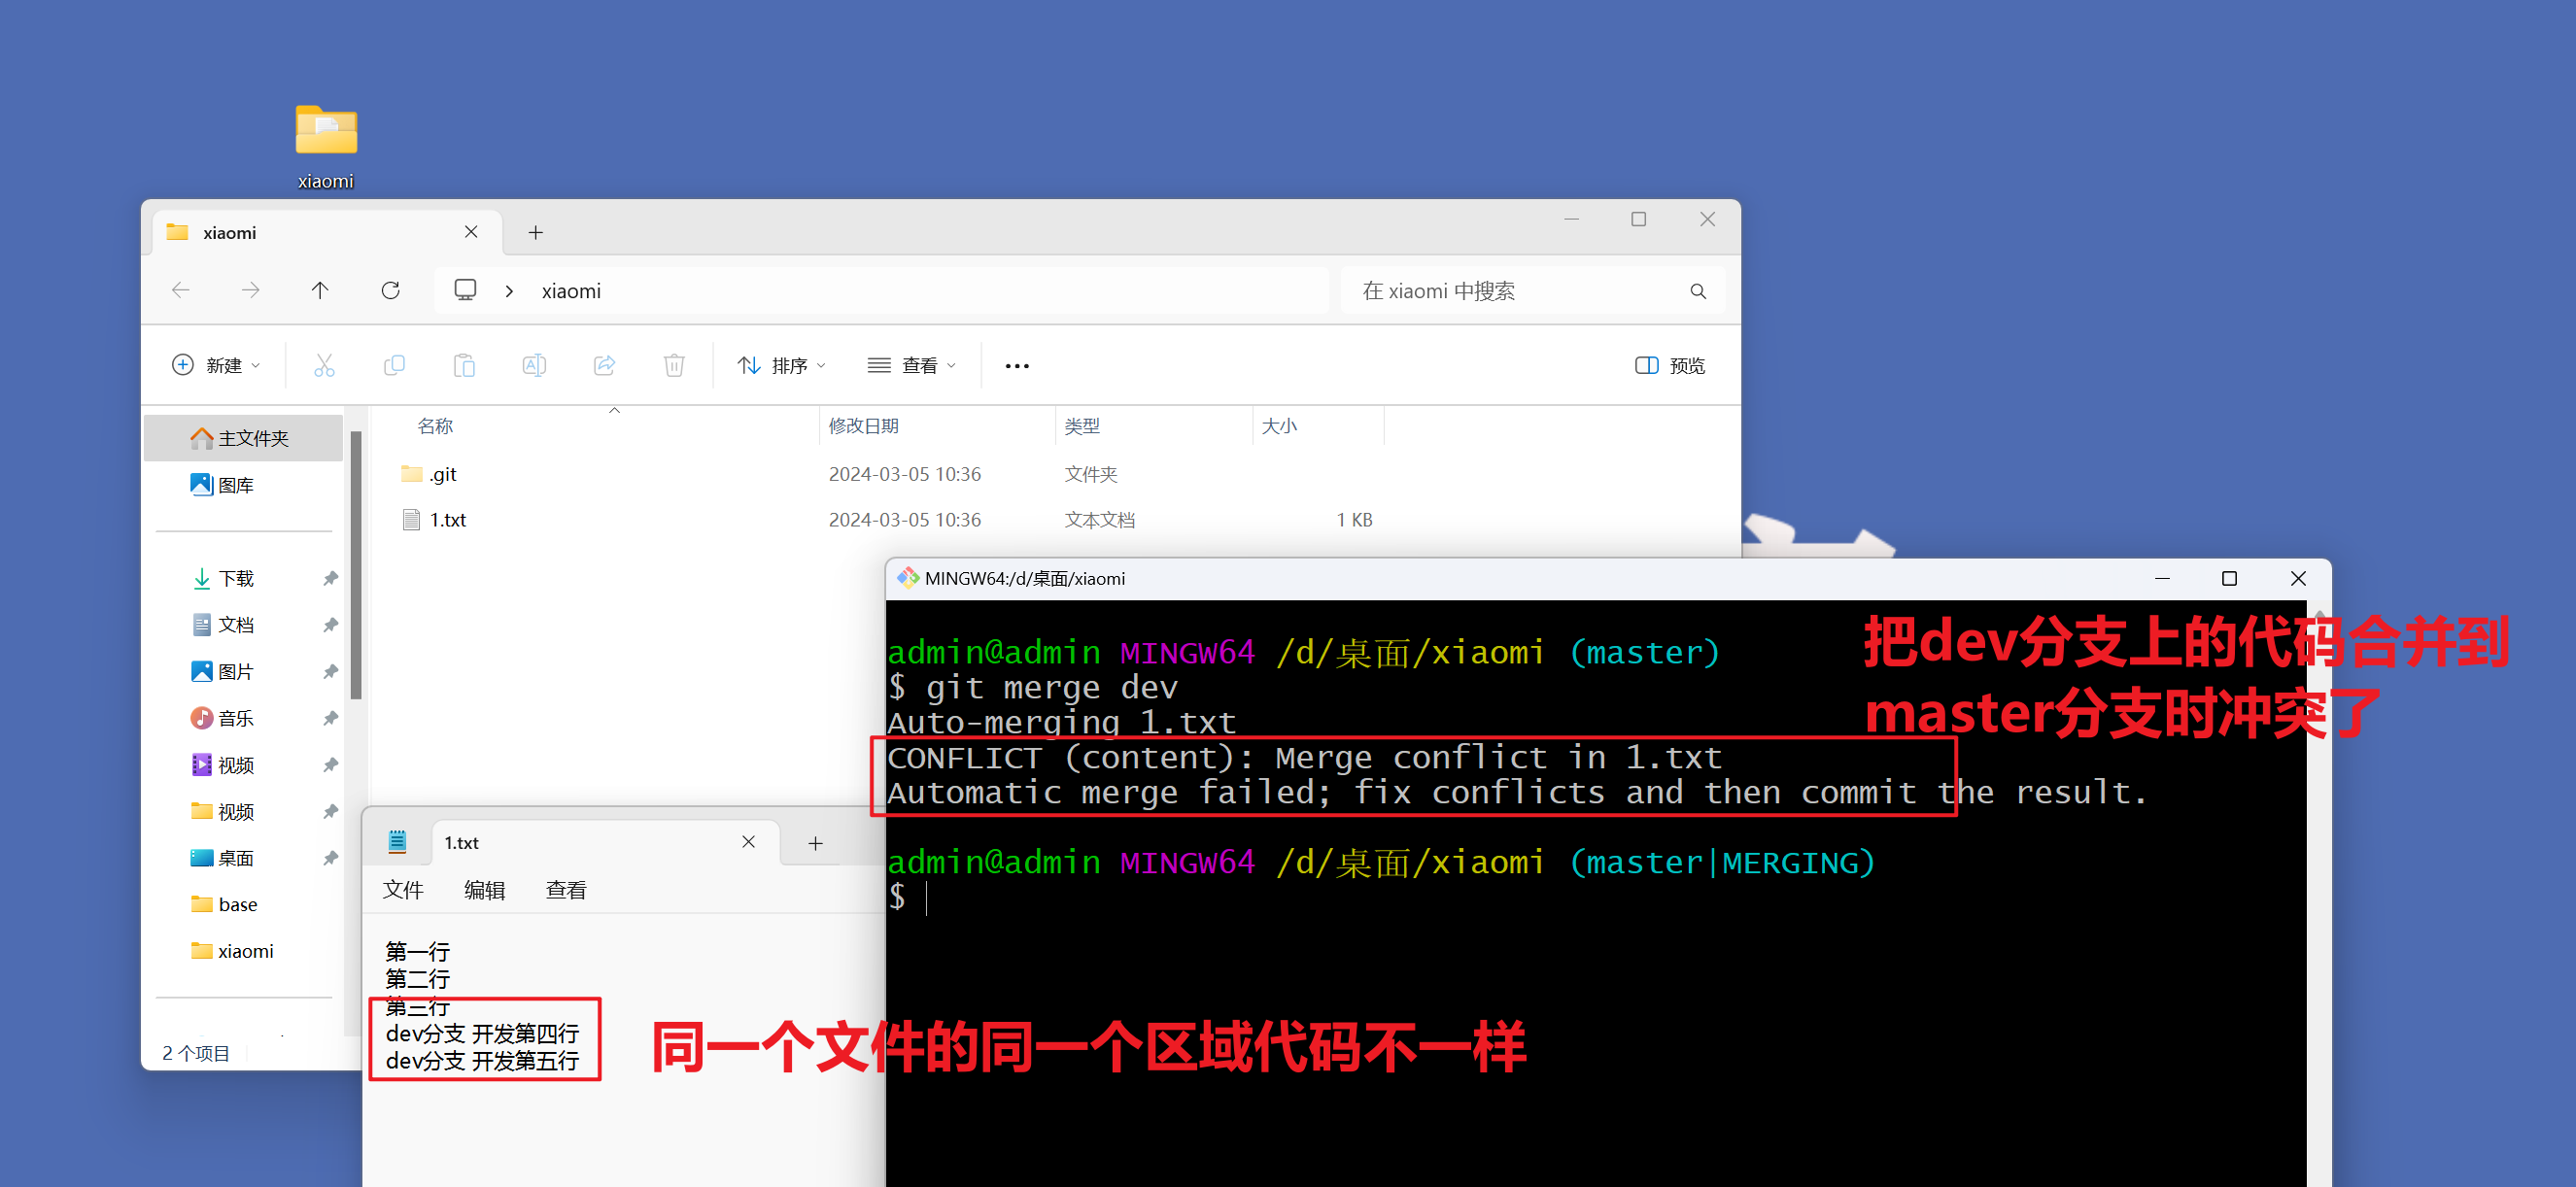 xiaomi
xiaomi
xiaomi
在 xiaomi 中搜索
新建
排序
查看
预览
名称
修改日期
类型
大小
主文件夹
图库
下载
文档
图片
音乐
视频
视频
桌面
base
xiaomi
2 个项目
.git
2024-03-05 10:36
文件夹
1.txt
2024-03-05 10:36
文本文档
1 KB
MINGW64:/d/桌面/xiaomi
admin@admin MINGW64 /d/桌面/xiaomi (master)
$ git merge dev
Auto-merging 1.txt
CONFLICT (content): Merge conflict in 1.txt
Automatic merge failed; fix conflicts and then commit the result.
admin@admin MINGW64 /d/桌面/xiaomi (master|MERGING)
$
把dev分支上的代码合并到
master分支时冲突了
1.txt
文件
编辑
查看
第一行
第二行
第三行
dev分支 开发第四行
dev分支 开发第五行
同一个文件的同一个区域代码不一样